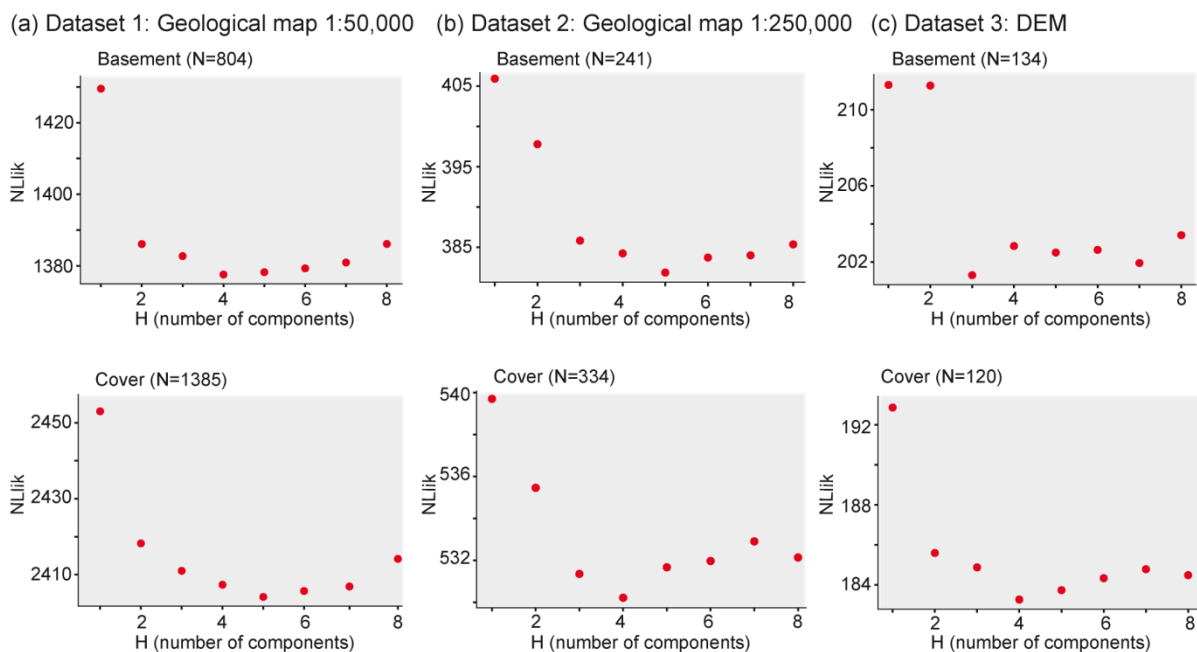 (a) Dataset 1: Geological map 1:50,000
(b) Dataset 2: Geological map 1:250,000
(c) Dataset 3: DEM
Basement (N=804)
NLlik
1420
1400
1380
2 4 6 8
H (number of components)
Basement (N=241)
NLlik
405
395
385
2 4 6 8
H (number of components)
Basement (N=134)
NLlik
210
206
202
2 4 6 8
H (number of components)
Cover (N=1385)
NLlik
2450
2430
2410
2 4 6 8
H (number of components)
Cover (N=334)
NLlik
540
536
532
2 4 6 8
H (number of components)
Cover (N=120)
NLlik
192
188
184
2 4 6 8
H (number of components)